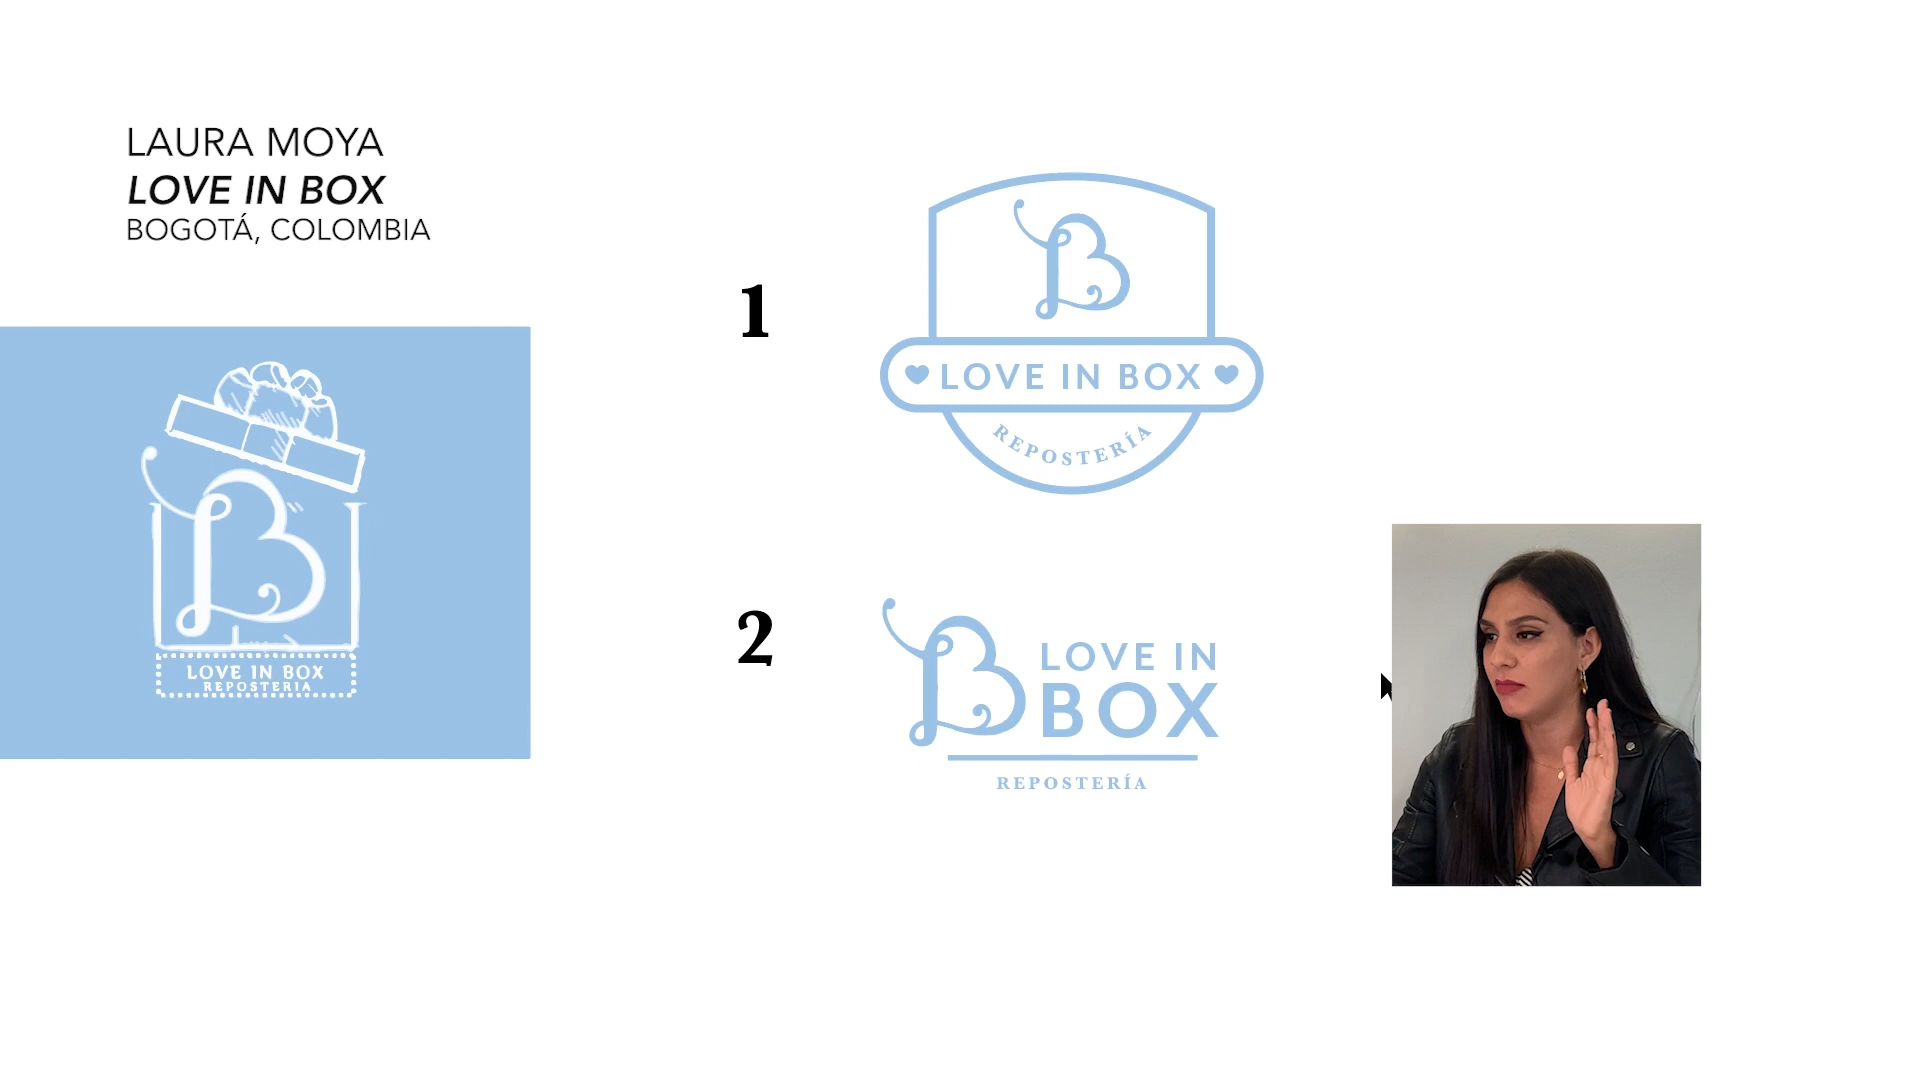 LAURA MOYA
LOVE IN BOX
BOGOTÁ, COLOMBIA
B
LOVE IN BOX
REPOSTERIA
1
B
LOVE IN BOX
REPOSTERÍA
2
B
LOVE IN
BOX
REPOSTERÍA